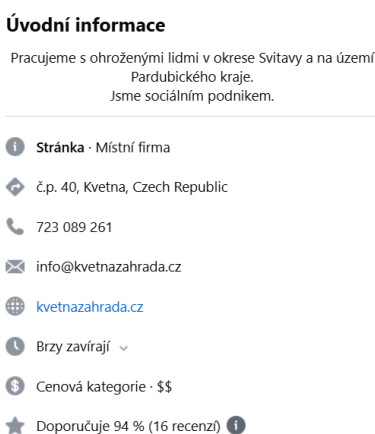 Úvodní informace
Pracujeme s ohroženými lidmi v okrese Svitavy a na území
Pardubického kraje.
Jsme sociálním podnikem.
Stránka · Místní firma
č.p. 40, Kvetna, Czech Republic
723 089 261
info@kvetnazahrada.cz
kvetnazahrada.cz
Brzy zavírají
Cenová kategorie · $$
Doporučuje 94 % (16 recenzí)